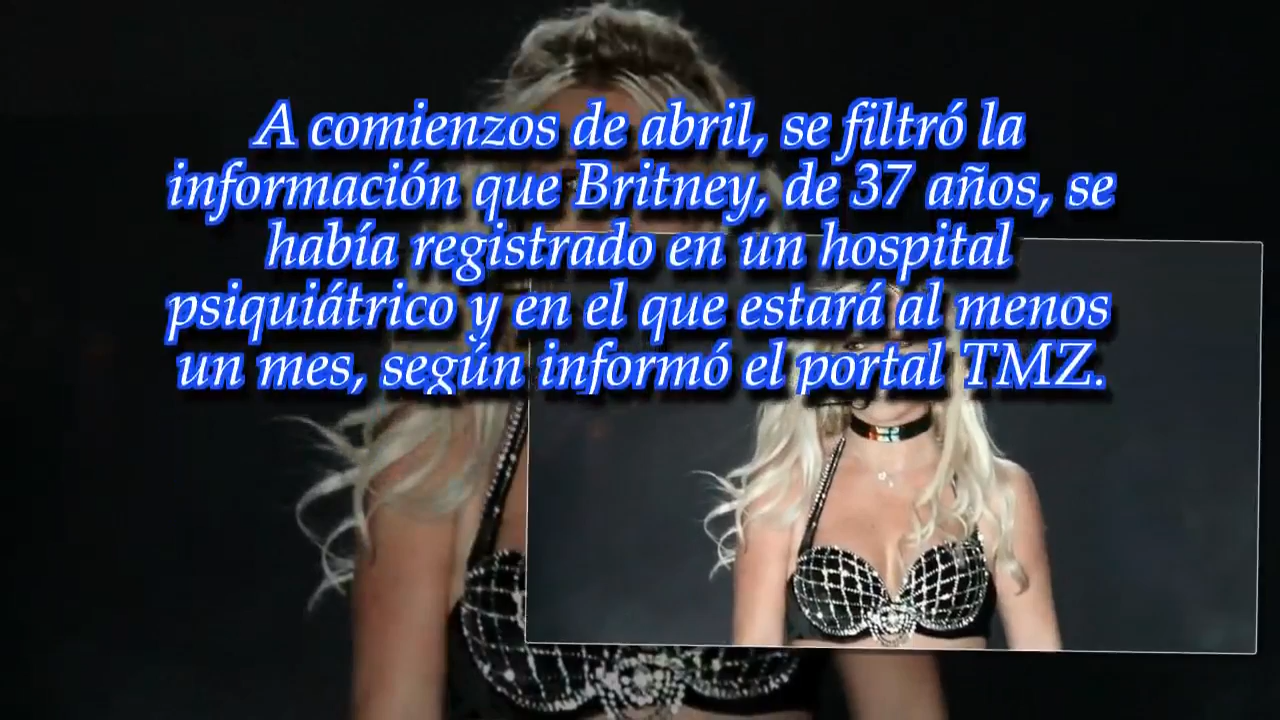 A comienzos de abril, se filtró la
información que Britney, de 37 años, se
había registrado en un hospital
psiquiátrico y en el que estará al menos
un mes, según informó el portal TMZ.